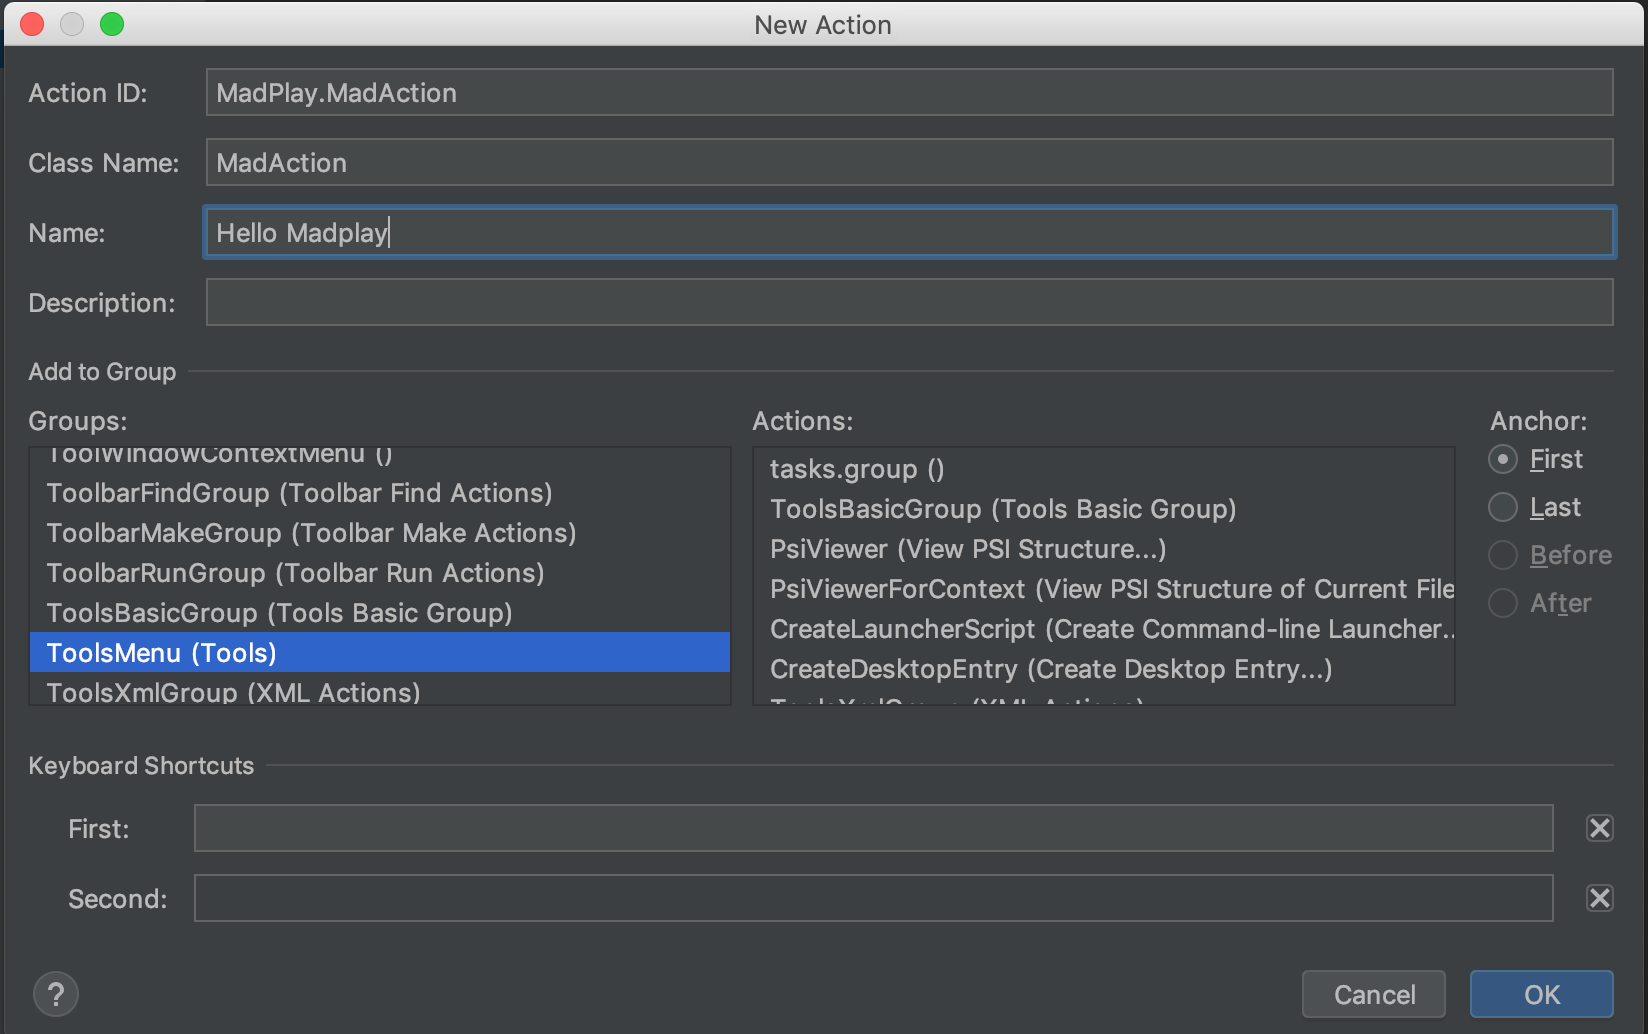 New Action
Action ID: MadPlay.MadAction
Class Name: MadAction
Name: Hello Madplay
Description:
Add to Group
Groups:
ToolWindowContextMenu ()
ToolbarFindGroup (Toolbar Find Actions)
ToolbarMakeGroup (Toolbar Make Actions)
ToolbarRunGroup (Toolbar Run Actions)
ToolsBasicGroup (Tools Basic Group)
ToolsMenu (Tools)
ToolsXmlGroup (XML Actions)
Actions:
tasks.group ()
ToolsBasicGroup (Tools Basic Group)
PsiViewer (View PSI Structure...)
PsiViewerForContext (View PSI Structure of Current File
CreateLauncherScript (Create Command-line Launcher..
CreateDesktopEntry (Create Desktop Entry...)
ToolsXmlGroup (XML Actions)
Anchor:
First
Last
Before
After
Keyboard Shortcuts
First:
Second:
?
Cancel
OK